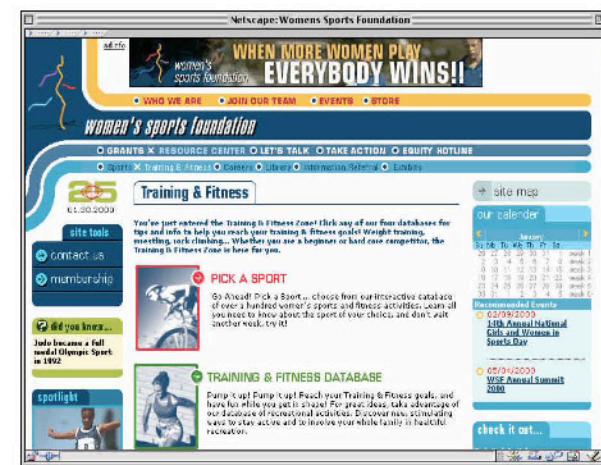 Netscape: Womens Sports Foundation
ad info
women's
sports foundation
WHEN MORE WOMEN PLAY
EVERYBODY WINS!!
WHO WE ARE JOIN OUR TEAM EVENTS STORE
women's sports foundation
GRANTS RESOURCE CENTER LET'S TALK TAKE ACTION EQUITY HOTLINE
Sports Training & Fitness Careers Library Information Referral Exhibits
25
01.30.2000
site tools
contact us
membership
did you know...
Judo became a full
medal Olympic Sport
in 1992
spotlight
Training & Fitness
You've just entered the Training & Fitness Zone! Click any of our four databases for
tips and info to help you reach your training & fitness goals! Weight training,
wrestling, rock climbing... Whether you are a beginner or hard core competitor, the
Training & Fitness Zone is here for you.
PICK A SPORT
Go Ahead! Pick a Sport... choose from our interactive database
of over a hundred women's sports and fitness activities. Learn all
you need to know about the sport of your choice, and don't wait
another week, try it!
TRAINING & FITNESS DATABASE
Pump it up! Pump it up! Reach your Training & Fitness goals, and
have fun while you get in shape! For great ideas, take advantage of
our database of recreational activities. Discover new, stimulating
ways to stay active and to involve your whole family in healthful
recreation.
site map
our calender
January
Su Mo Tu We Th Fr Sa
Recommended Events
02/09/2000
14th Annual National
Girls and Women in
Sports Day
WSF Annual Summit
2000
check it out...